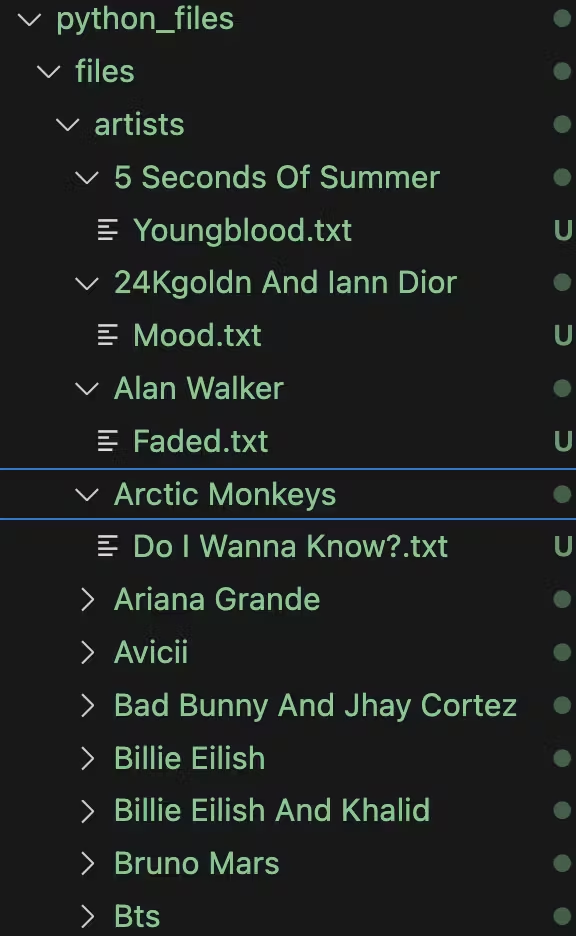 python_files
files
artists
5 Seconds Of Summer
Youngblood.txt U
24Kgoldn And Iann Dior
Mood.txt U
Alan Walker
Faded.txt U
Arctic Monkeys
Do I Wanna Know?.txt U
Ariana Grande
Avicii
Bad Bunny And Jhay Cortez
Billie Eilish
Billie Eilish And Khalid
Bruno Mars
Bts